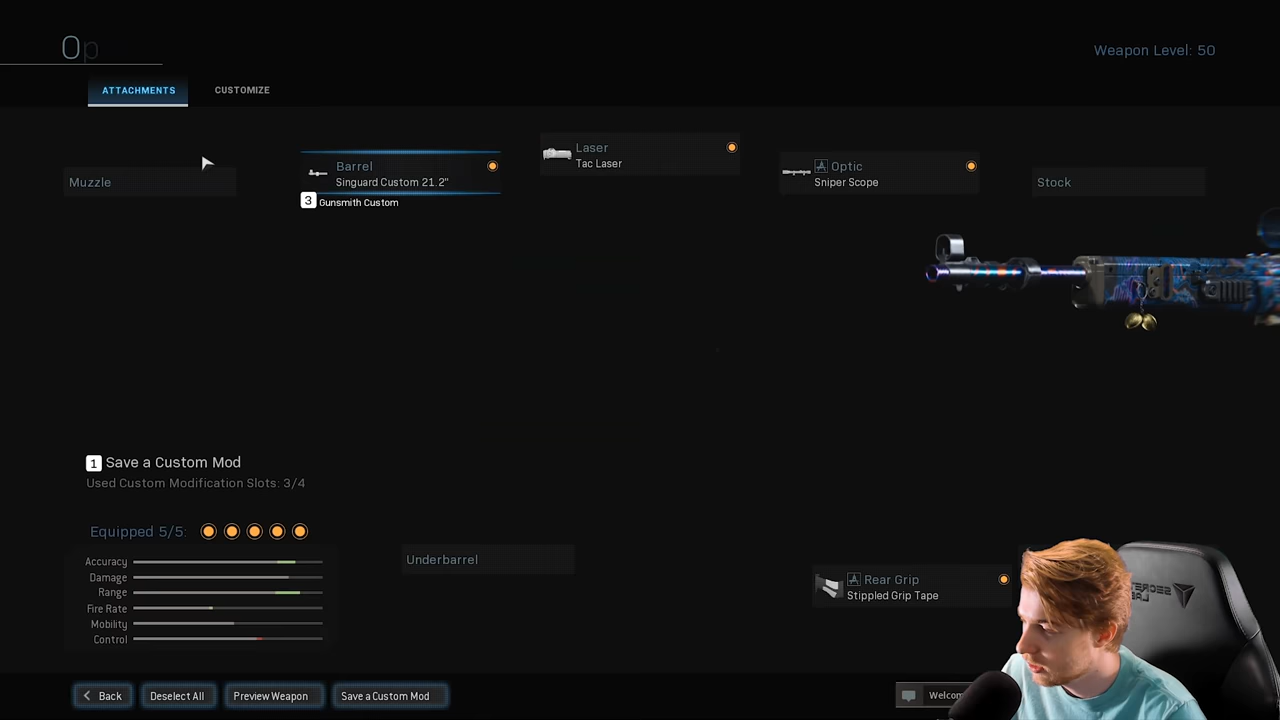 Op
Weapon Level: 50
ATTACHMENTS
CUSTOMIZE
Muzzle
Barrel
Singuard Custom 21.2"
3 Gunsmith Custom
Laser
Tac Laser
Optic
Sniper Scope
Stock
1 Save a Custom Mod
Used Custom Modification Slots: 3/4
Equipped 5/5:
Accuracy
Damage
Range
Fire Rate
Mobility
Control
Underbarrel
Rear Grip
Stippled Grip Tape
Back
Deselect All
Preview Weapon
Save a Custom Mod